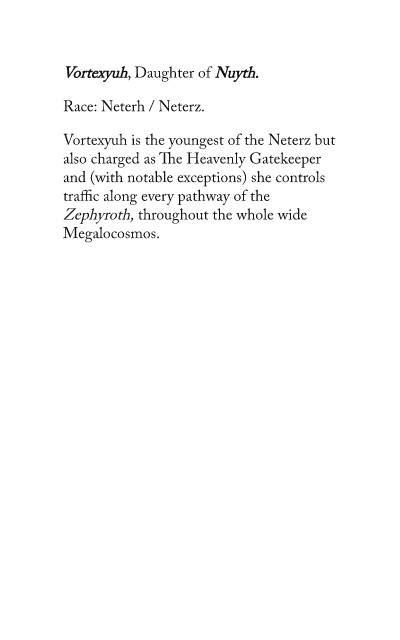 Vortexyuh, Daughter of Nuyth.
Race: Neterh / Neterz.
Vortexyuh is the youngest of the Neterz but
also charged as The Heavenly Gatekeeper
and (with notable exceptions) she controls
traffic along every pathway of the
Zephyroth, throughout the whole wide
Megalocosmos.